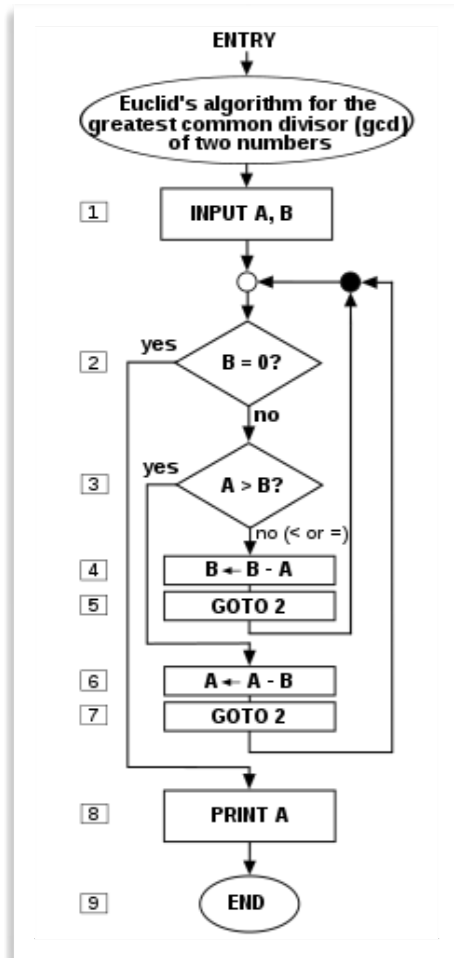 ENTRY
Euclid's algorithm for the
greatest common divisor (gcd)
of two numbers
1
INPUT A, B
yes
2
B = 0?
no
yes
3
A > B?
no (< or =)
4
B ← B - A
5
GOTO 2
6
A ← A - B
7
GOTO 2
8
PRINT A
9
END